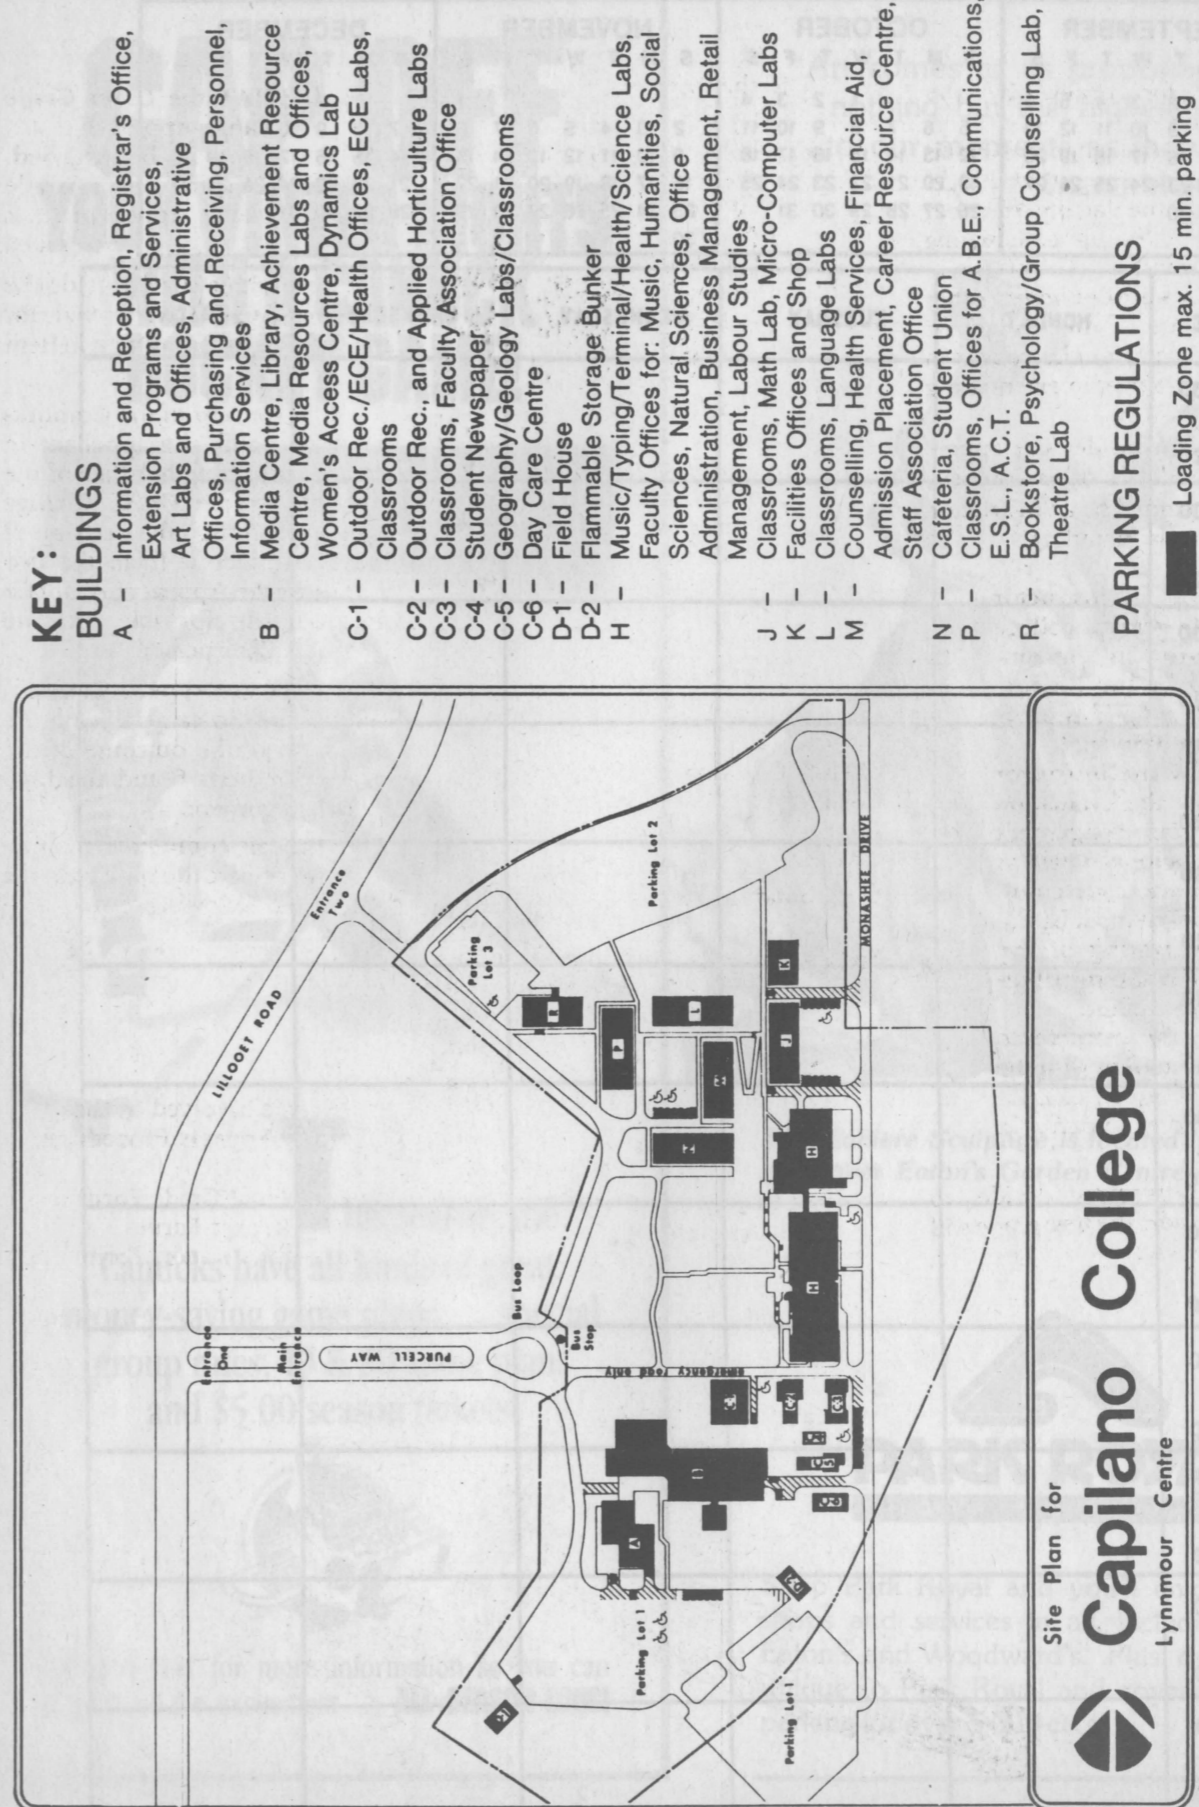 KEY:
BUILDINGS
A – Information and Reception, Registrar's Office,
Extension Programs and Services,
Art Labs and Offices, Administrative
Offices, Purchasing and Receiving, Personnel,
Information Services
B – Media Centre, Library, Achievement Resource
Centre, Media Resources Labs and Offices,
Women's Access Centre, Dynamics Lab
C-1 – Outdoor Rec./ECE/Health Offices, ECE Labs,
Classrooms
C-2 – Outdoor Rec., and Applied Horticulture Labs
C-3 – Classrooms, Faculty Association Office
C-4 – Student Newspaper
C-5 – Geography/Geology Labs/Classrooms
C-6 – Day Care Centre
D-1 – Field House
D-2 – Flammable Storage Bunker
H – Music/Typing/Terminal/Health/Science Labs,
Faculty Offices for: Music, Humanities, Social
Sciences, Natural Sciences, Office
Administration, Business Management, Retail
Management, Labour Studies
J – Classrooms, Math Lab, Micro-Computer Labs
K – Facilities Offices and Shop
L – Classrooms, Language Labs
M – Counselling, Health Services, Financial Aid,
Admission Placement, Career Resource Centre,
Staff Association Office
N – Cafeteria, Student Union
P – Classrooms, Offices for A.B.E. Communications,
E.S.L., A.C.T.
R – Bookstore, Psychology/Group Counselling Lab,
Theatre Lab
PARKING REGULATIONS
Loading Zone max. 15 min. parking
LILLOOET ROAD
Entrance
Two
Entrance
One
Main
Entrance
PURCELL WAY
Bus Loop
Bus
Stop
Parking
Lot 3
Parking Lot 2
R
P
L
M
N
K
J
H
H
MONASHEE DRIVE
emergency road only
A
Parking Lot 1
Parking Lot 1
Site Plan for
Capilano College
Lynnmour Centre